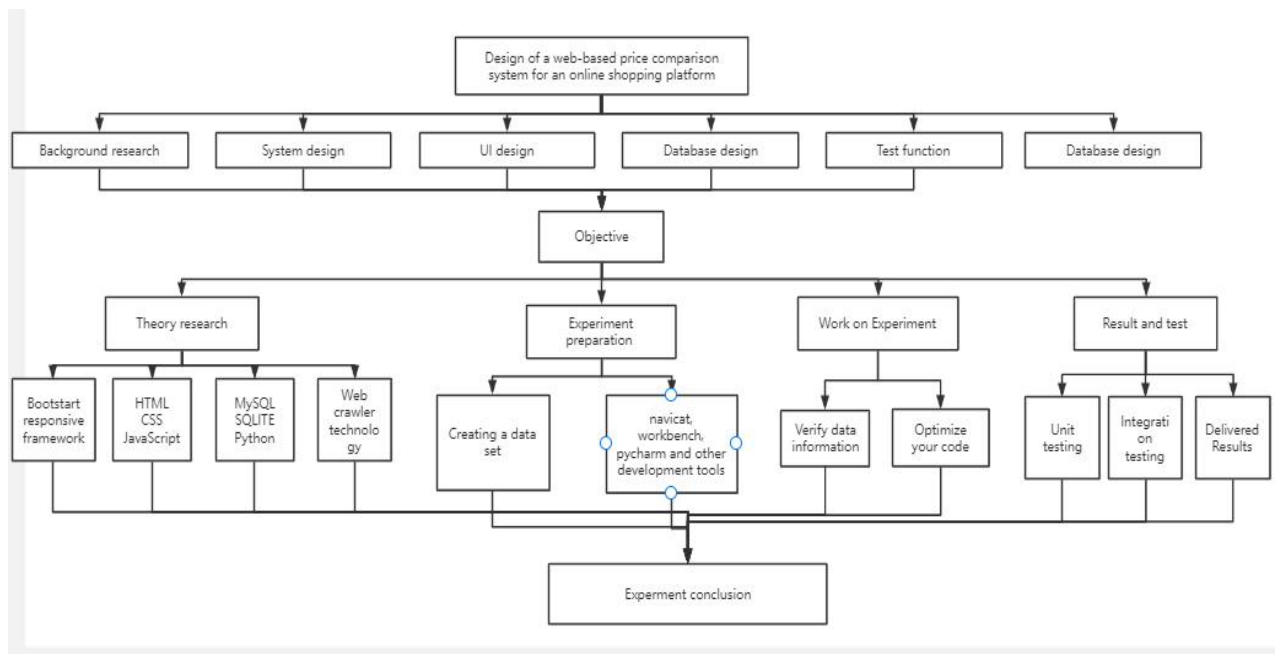 Design of a web-based price comparison
system for an online shopping platform
Background research
System design
UI design
Database design
Test function
Database design
Objective
Theory research
Experiment
preparation
Work on Experiment
Result and test
Bootstart
responsive
framework
HTML
CSS
JavaScript
MySQL
SQLITE
Python
Web
crawler
technolo
gy
Creating a data
set
navicat,
workbench,
pycharm and other
development tools
Verify data
information
Optimize
your code
Unit
testing
Integrati
on
testing
Delivered
Results
Experment conclusion